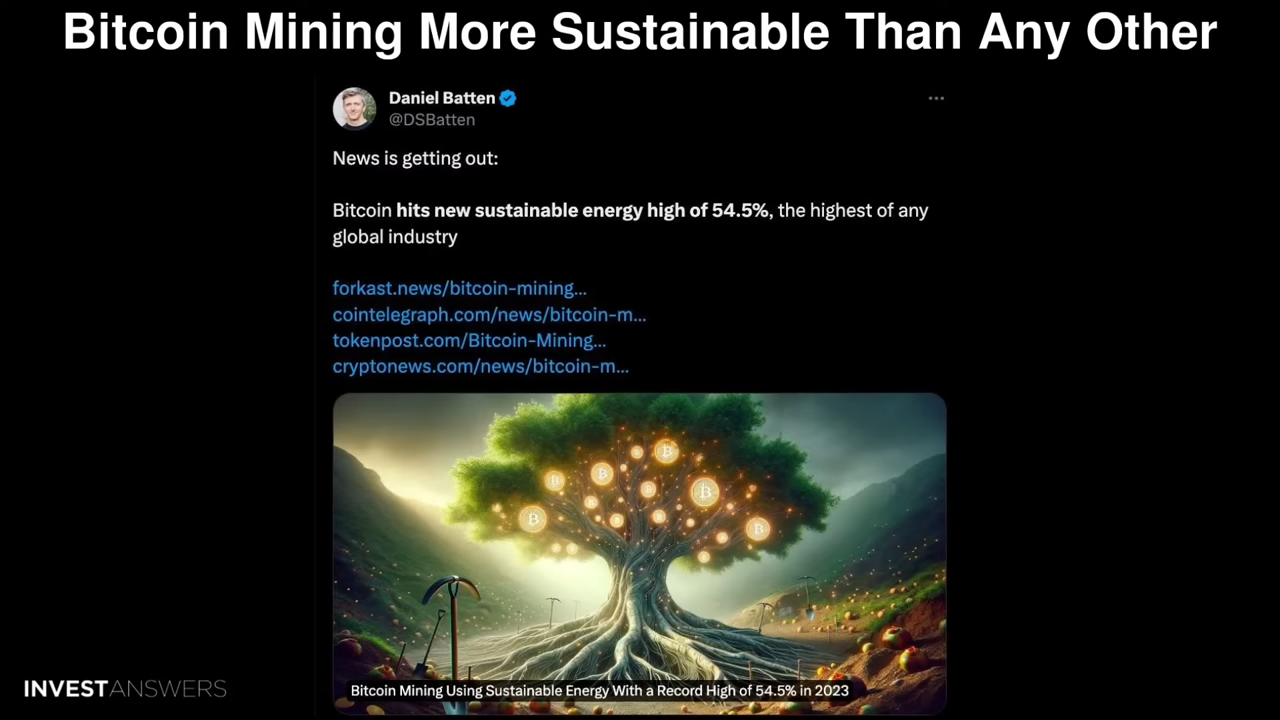 Bitcoin Mining More Sustainable Than Any Other
Daniel Batten
@DSBatten
News is getting out:
Bitcoin hits new sustainable energy high of 54.5%, the highest of any
global industry
forkast.news/bitcoin-mining...
cointelegraph.com/news/bitcoin-m...
tokenpost.com/Bitcoin-Mining...
cryptonews.com/news/bitcoin-m...
Bitcoin Mining Using Sustainable Energy With a Record High of 54.5% in 2023
INVESTANSWERS